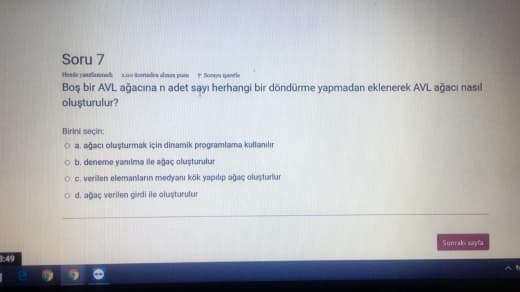 Soru 7
Henüz yanıtlanmadı 2,00 üzerinden alınan puan Soruyu işaretle
Boş bir AVL ağacına n adet sayı herhangi bir döndürme yapmadan eklenerek AVL ağacı nasıl
oluşturulur?
Birini seçin:
a. ağacı oluşturmak için dinamik programlama kullanılır
b. deneme yanılma ile ağaç oluşturulur
c. verilen elemanların medyanı kök yapılıp ağaç oluşturlur
d. ağaç verilen girdi ile oluşturulur
Sonraki sayfa
3:49